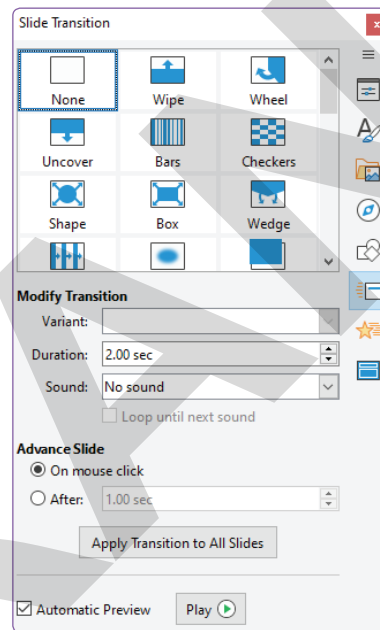 Slide Transition
None Wipe Wheel
Uncover Bars Checkers
Shape Box Wedge
Modify Transition
Variant:
Duration: 2.00 sec
Sound: No sound
Loop until next sound
Advance Slide
On mouse click
After: 1.00 sec
Apply Transition to All Slides
Automatic Preview Play